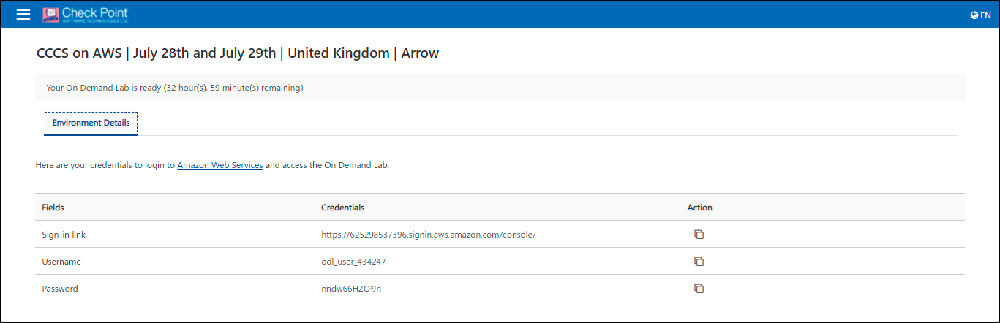 Check Point
SOFTWARE TECHNOLOGIES LTD.
EN
CCCS on AWS | July 28th and July 29th | United Kingdom | Arrow
Your On Demand Lab is ready (32 hour(s), 59 minute(s) remaining)
Environment Details
Here are your credentials to login to Amazon Web Services and access the On Demand Lab.
Fields Credentials Action
Sign-in link https://625298537396.signin.aws.amazon.com/console/
Username odl_user_434247
Password nndw66HZO*Jn